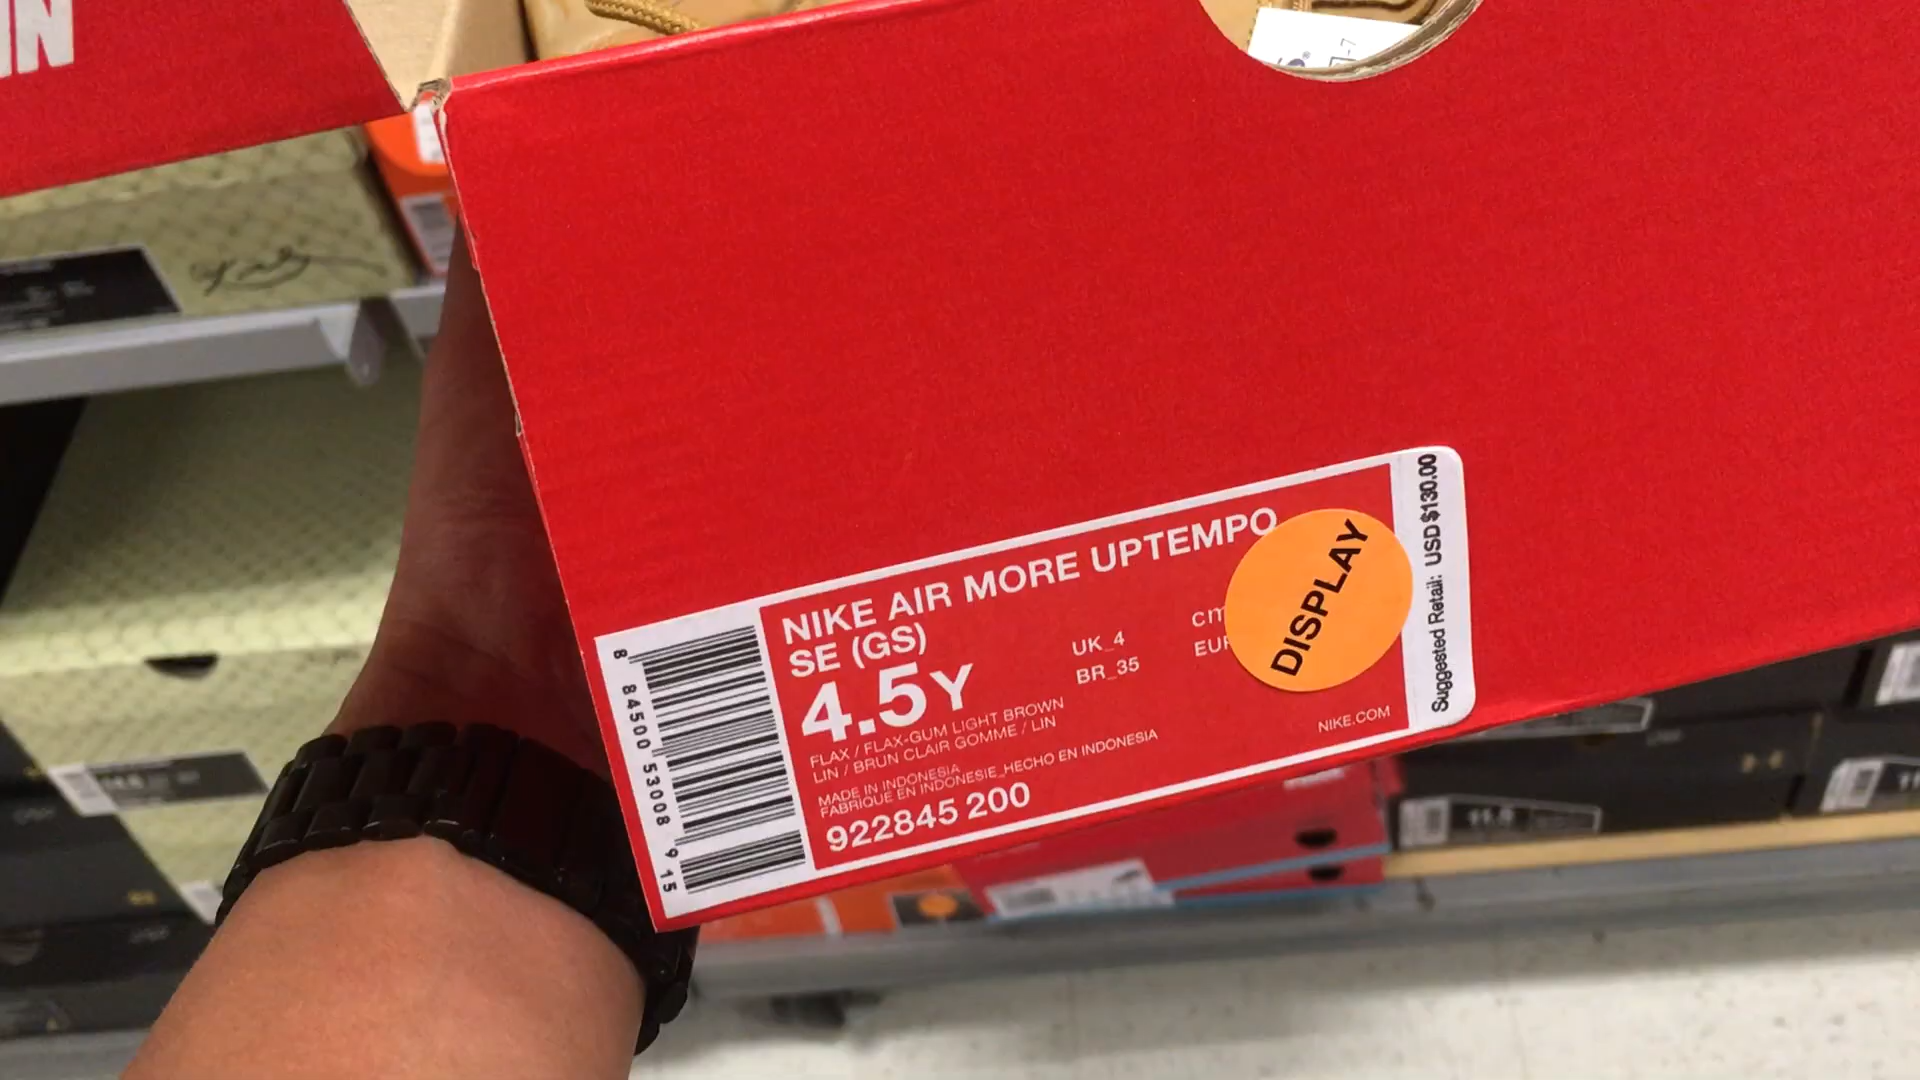 NIKE AIR MORE UPTEMPO
SE (GS)
4.5Y
UK_4
BR_35
FLAX / FLAX-GUM LIGHT BROWN
LIN / BRUN CLAIR GOMME / LIN
MADE IN INDONESIA
FABRIQUE EN INDONESIE_HECHO EN INDONESIA
922845 200
NIKE.COM
DISPLAY
Suggested Retail: USD $130.00
8 84500 53008 9 15